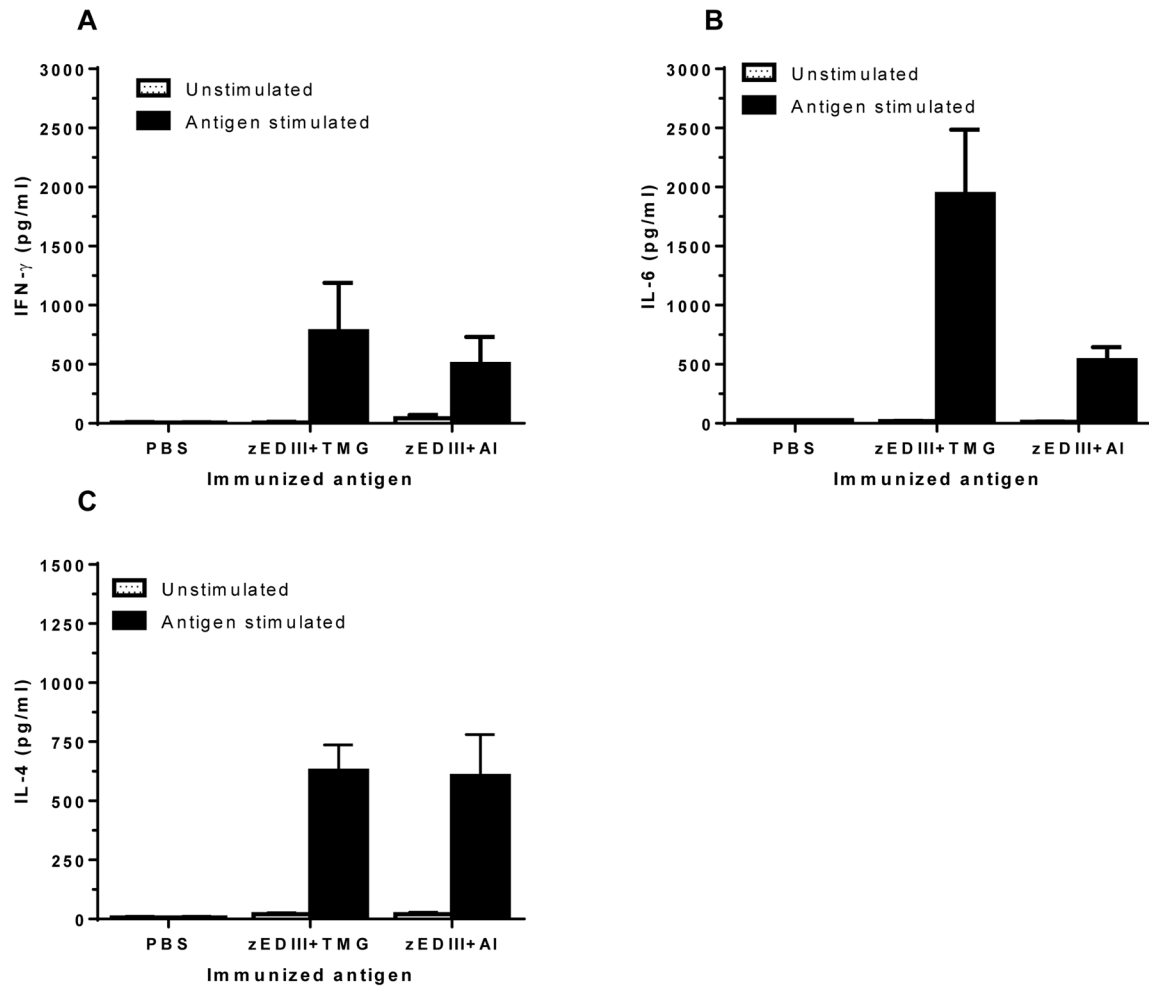 A
3000
2500
2000
1500
1000
500
0
IFN-γ (pg/ml)
Unstimulated
Antigen stimulated
PBS zEDIII+TMG zEDIII+Al
Immunized antigen
B
3000
2500
2000
1500
1000
500
0
IL-6 (pg/ml)
Unstimulated
Antigen stimulated
PBS zEDIII+TMG zEDIII+Al
Immunized antigen
C
1500
1250
1000
750
500
250
0
IL-4 (pg/ml)
Unstimulated
Antigen stimulated
PBS zEDIII+TMG zEDIII+Al
Immunized antigen